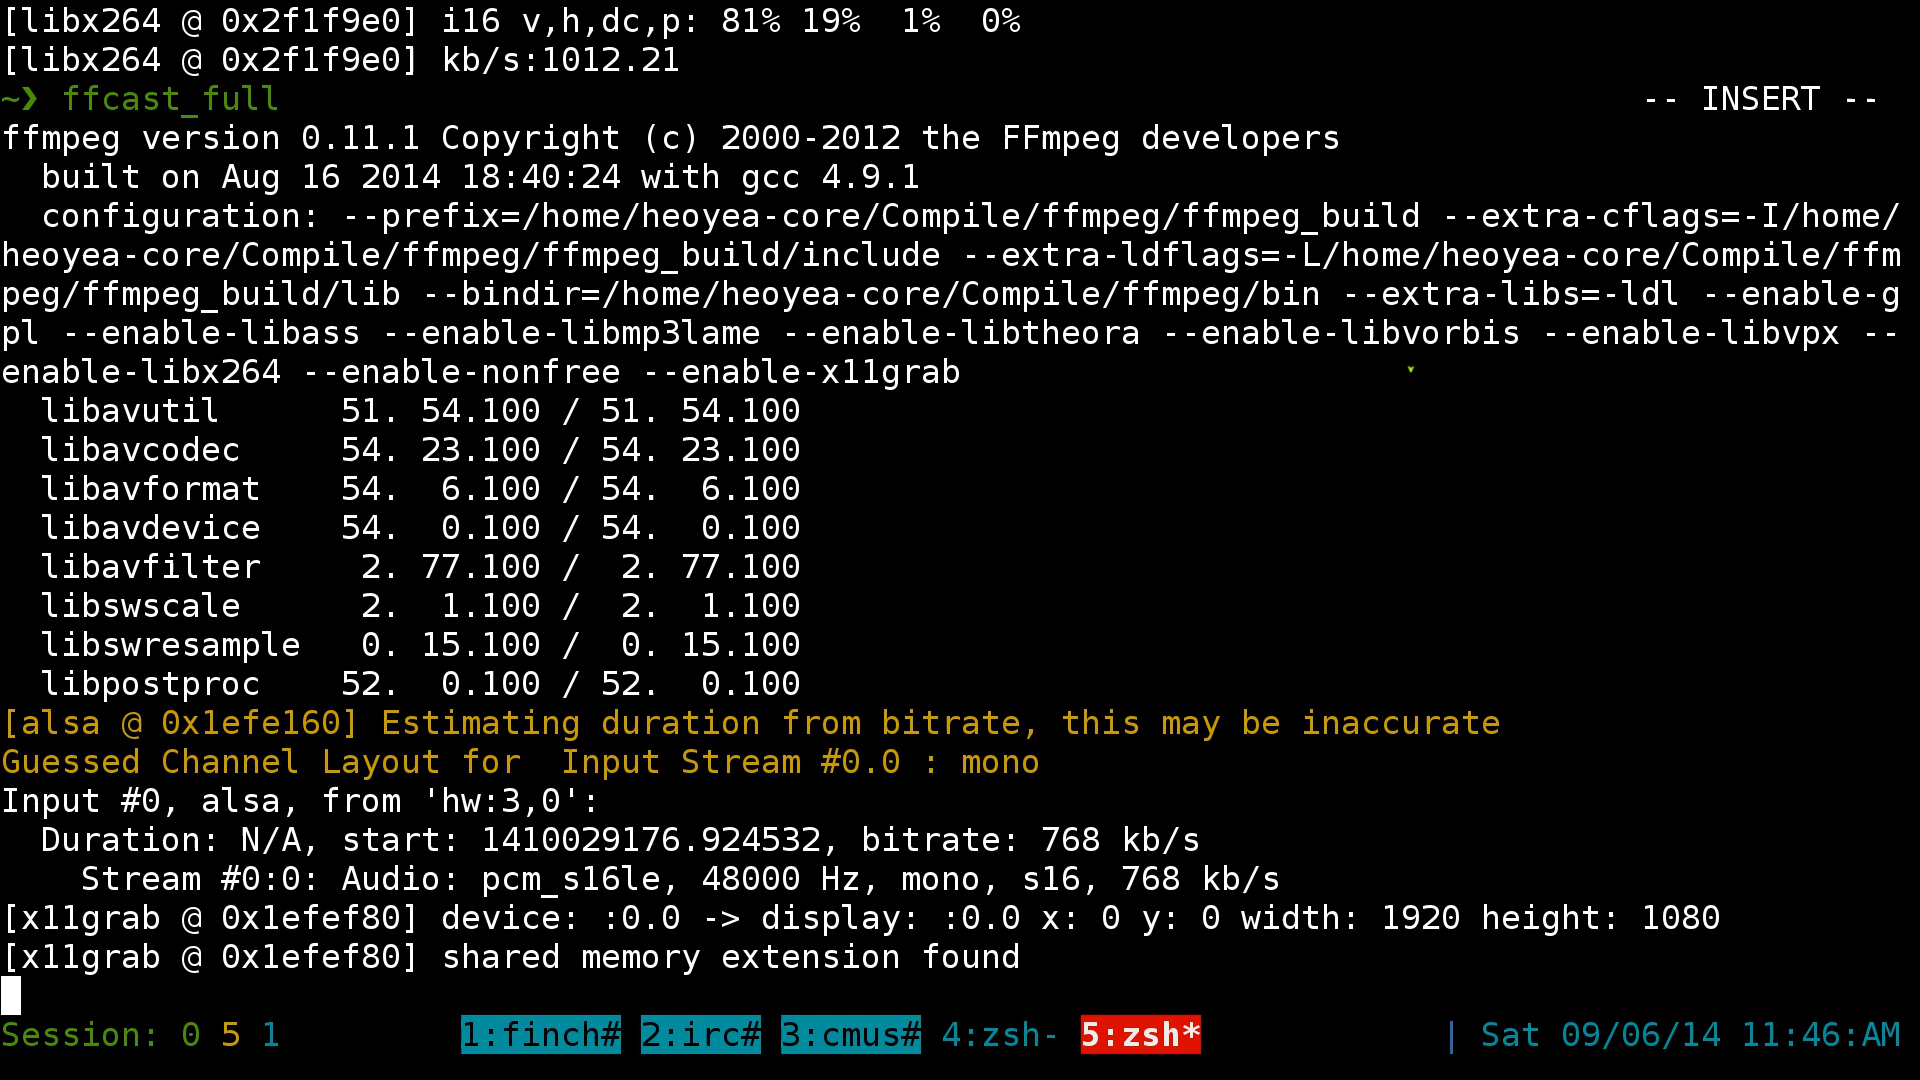 [libx264 @ 0x2f1f9e0] i16 v,h,dc,p: 81% 19%  1%  0%
[libx264 @ 0x2f1f9e0] kb/s:1012.21
~❯ ffcast_full                                                                    -- INSERT --
ffmpeg version 0.11.1 Copyright (c) 2000-2012 the FFmpeg developers
  built on Aug 16 2014 18:40:24 with gcc 4.9.1
  configuration: --prefix=/home/heoyea-core/Compile/ffmpeg/ffmpeg_build --extra-cflags=-I/home/
heoyea-core/Compile/ffmpeg/ffmpeg_build/include --extra-ldflags=-L/home/heoyea-core/Compile/ffm
peg/ffmpeg_build/lib --bindir=/home/heoyea-core/Compile/ffmpeg/bin --extra-libs=-ldl --enable-g
pl --enable-libass --enable-libmp3lame --enable-libtheora --enable-libvorbis --enable-libvpx --
enable-libx264 --enable-nonfree --enable-x11grab
  libavutil      51. 54.100 / 51. 54.100
  libavcodec     54. 23.100 / 54. 23.100
  libavformat    54.  6.100 / 54.  6.100
  libavdevice    54.  0.100 / 54.  0.100
  libavfilter     2. 77.100 /  2. 77.100
  libswscale      2.  1.100 /  2.  1.100
  libswresample   0. 15.100 /  0. 15.100
  libpostproc    52.  0.100 / 52.  0.100
[alsa @ 0x1efe160] Estimating duration from bitrate, this may be inaccurate
Guessed Channel Layout for  Input Stream #0.0 : mono
Input #0, alsa, from 'hw:3,0':
  Duration: N/A, start: 1410029176.924532, bitrate: 768 kb/s
    Stream #0:0: Audio: pcm_s16le, 48000 Hz, mono, s16, 768 kb/s
[x11grab @ 0x1efef80] device: :0.0 -> display: :0.0 x: 0 y: 0 width: 1920 height: 1080
[x11grab @ 0x1efef80] shared memory extension found
Session: 0 5 1         1:finch# 2:irc# 3:cmus# 4:zsh- 5:zsh*            | Sat 09/06/14 11:46:AM